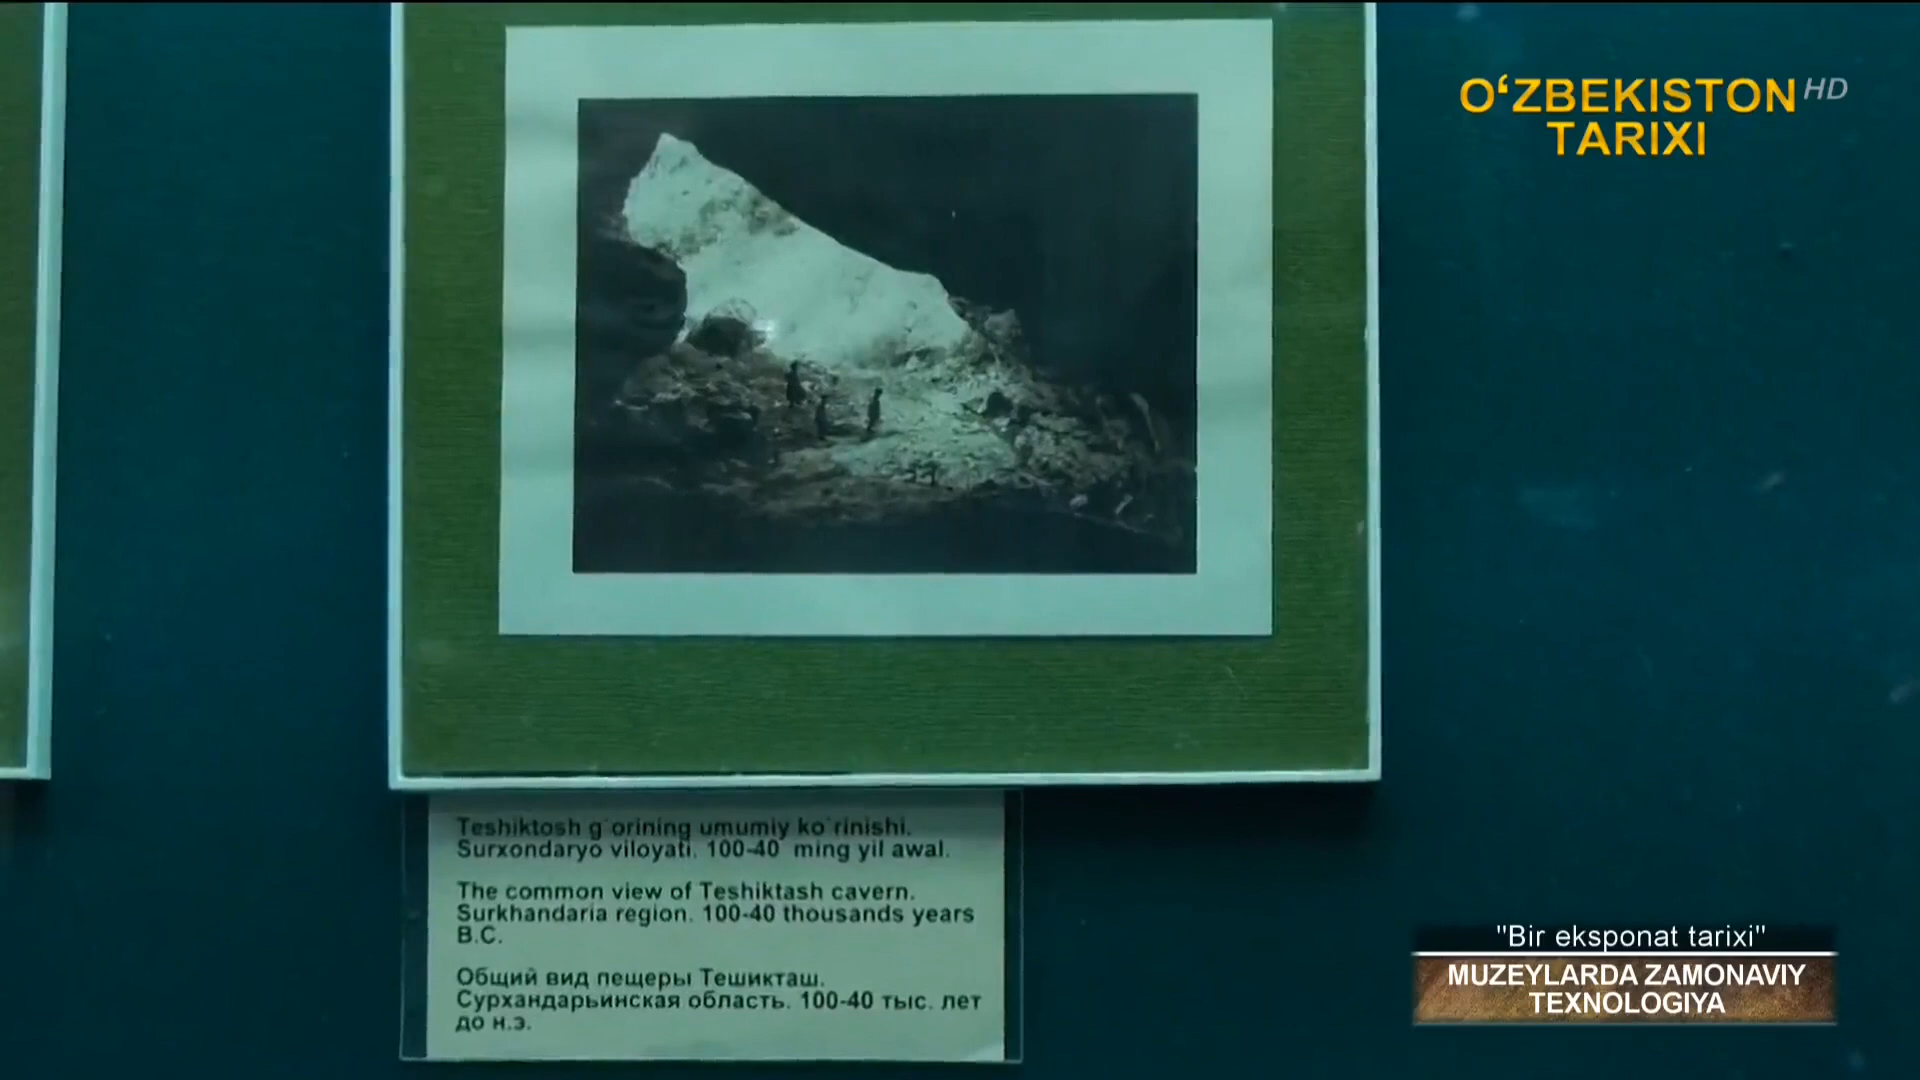 O‘ZBEKISTON HD
TARIXI
Teshiktosh g`orining umumiy ko`rinishi.
Surxondaryo viloyati. 100-40 ming yil awal.
The common view of Teshiktash cavern.
Surkhandaria region. 100-40 thousands years
B.C.
Общий вид пещеры Тешикташ.
Сурхандарьинская область. 100-40 тыс. лет
до н.э.
"Bir eksponat tarixi"
MUZEYLARDA ZAMONAVIY
TEXNOLOGIYA